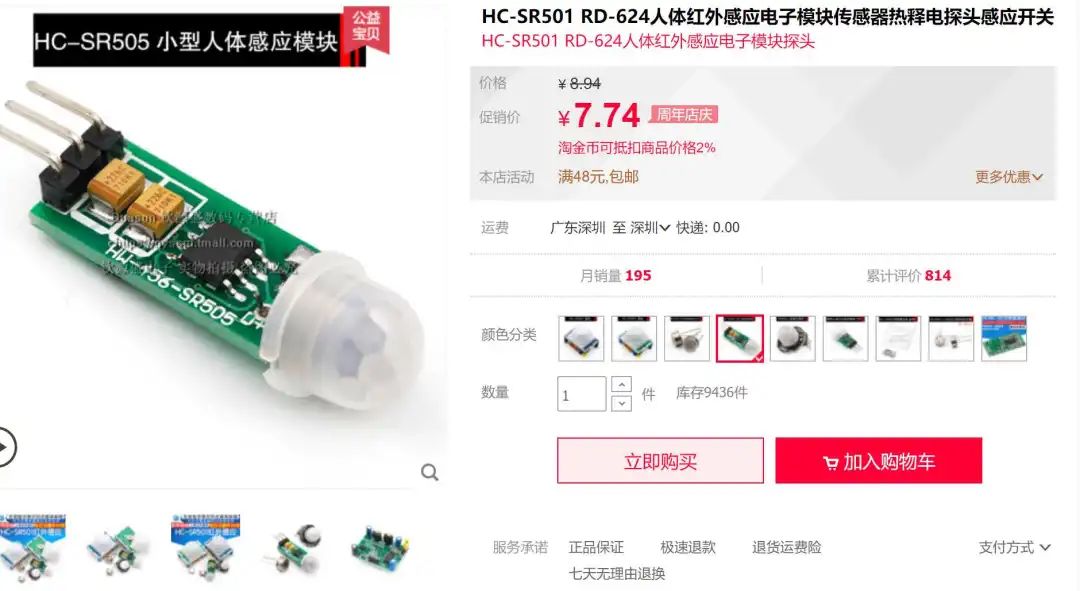 HC-SR505 小型人体感应模块
公益
宝贝
HW-456-SR505
D+
HC-SR501 RD-624人体红外感应电子模块传感器热释电探头感应开关
HC-SR501 RD-624人体红外感应电子模块探头
价格 ¥ 8.94
促销价 ¥ 7.74 周年店庆
淘金币可抵扣商品价格2%
本店活动 满48元,包邮 更多优惠
运费 广东深圳 至 深圳 快递: 0.00
月销量 195 累计评价 814
颜色分类
数量 1 件 库存9436件
立即购买 加入购物车
服务承诺 正品保证 极速退款 退货运费险 支付方式
七天无理由退换